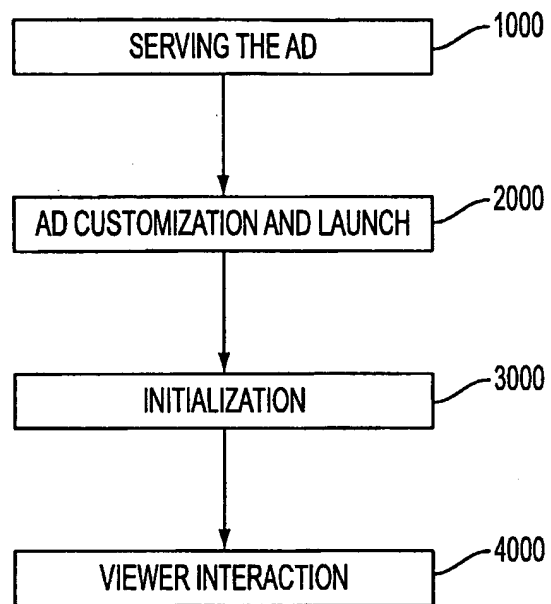 1000
SERVING THE AD
2000
AD CUSTOMIZATION AND LAUNCH
3000
INITIALIZATION
4000
VIEWER INTERACTION